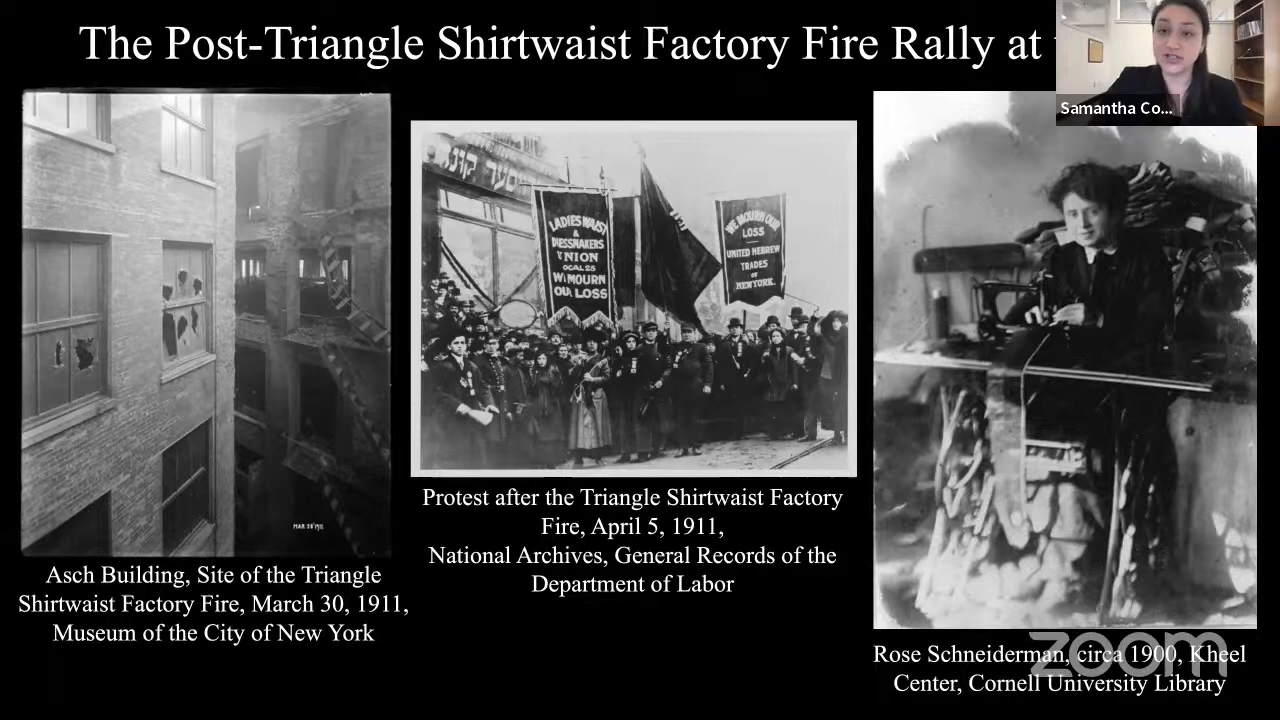 The Post-Triangle Shirtwaist Factory Fire Rally at
Samantha Co...
LADIES WAIST
&
DRESSMAKERS
UNION
LOCAL 25
WE MOURN
OUR LOSS
WE MOURN OUR
LOSS
UNITED HEBREW
TRADES
OF
NEW YORK.
MAR 30 1911
Asch Building, Site of the Triangle
Shirtwaist Factory Fire, March 30, 1911,
Museum of the City of New York
Protest after the Triangle Shirtwaist Factory
Fire, April 5, 1911,
National Archives, General Records of the
Department of Labor
Rose Schneiderman, circa 1900, Kheel
Center, Cornell University Library
zoom